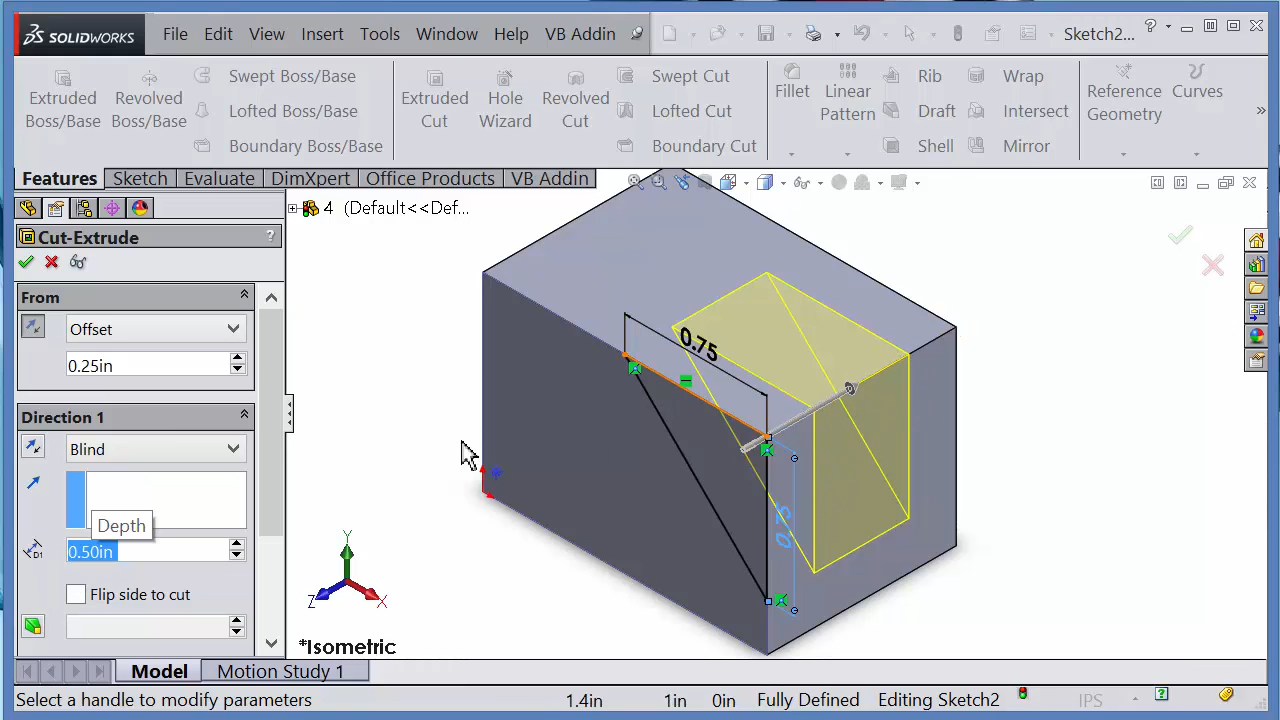 SOLIDWORKS File Edit View Insert Tools Window Help VB Addin Sketch2... ?
Extruded Boss/Base
Revolved Boss/Base
Swept Boss/Base
Lofted Boss/Base
Boundary Boss/Base
Extruded Cut
Hole Wizard
Revolved Cut
Swept Cut
Lofted Cut
Boundary Cut
Fillet
Linear Pattern
Rib
Draft
Shell
Wrap
Intersect
Mirror
Reference Geometry
Curves
»
Features Sketch Evaluate DimXpert Office Products VB Addin
4 (Default<<Def...
Cut-Extrude ?
From
Offset
0.25in
Direction 1
Blind
Depth
0.50in
Flip side to cut
0.75
0.75
Y
Z
X
*Isometric
Model Motion Study 1
Select a handle to modify parameters 1.4in 1in 0in Fully Defined Editing Sketch2 IPS ?